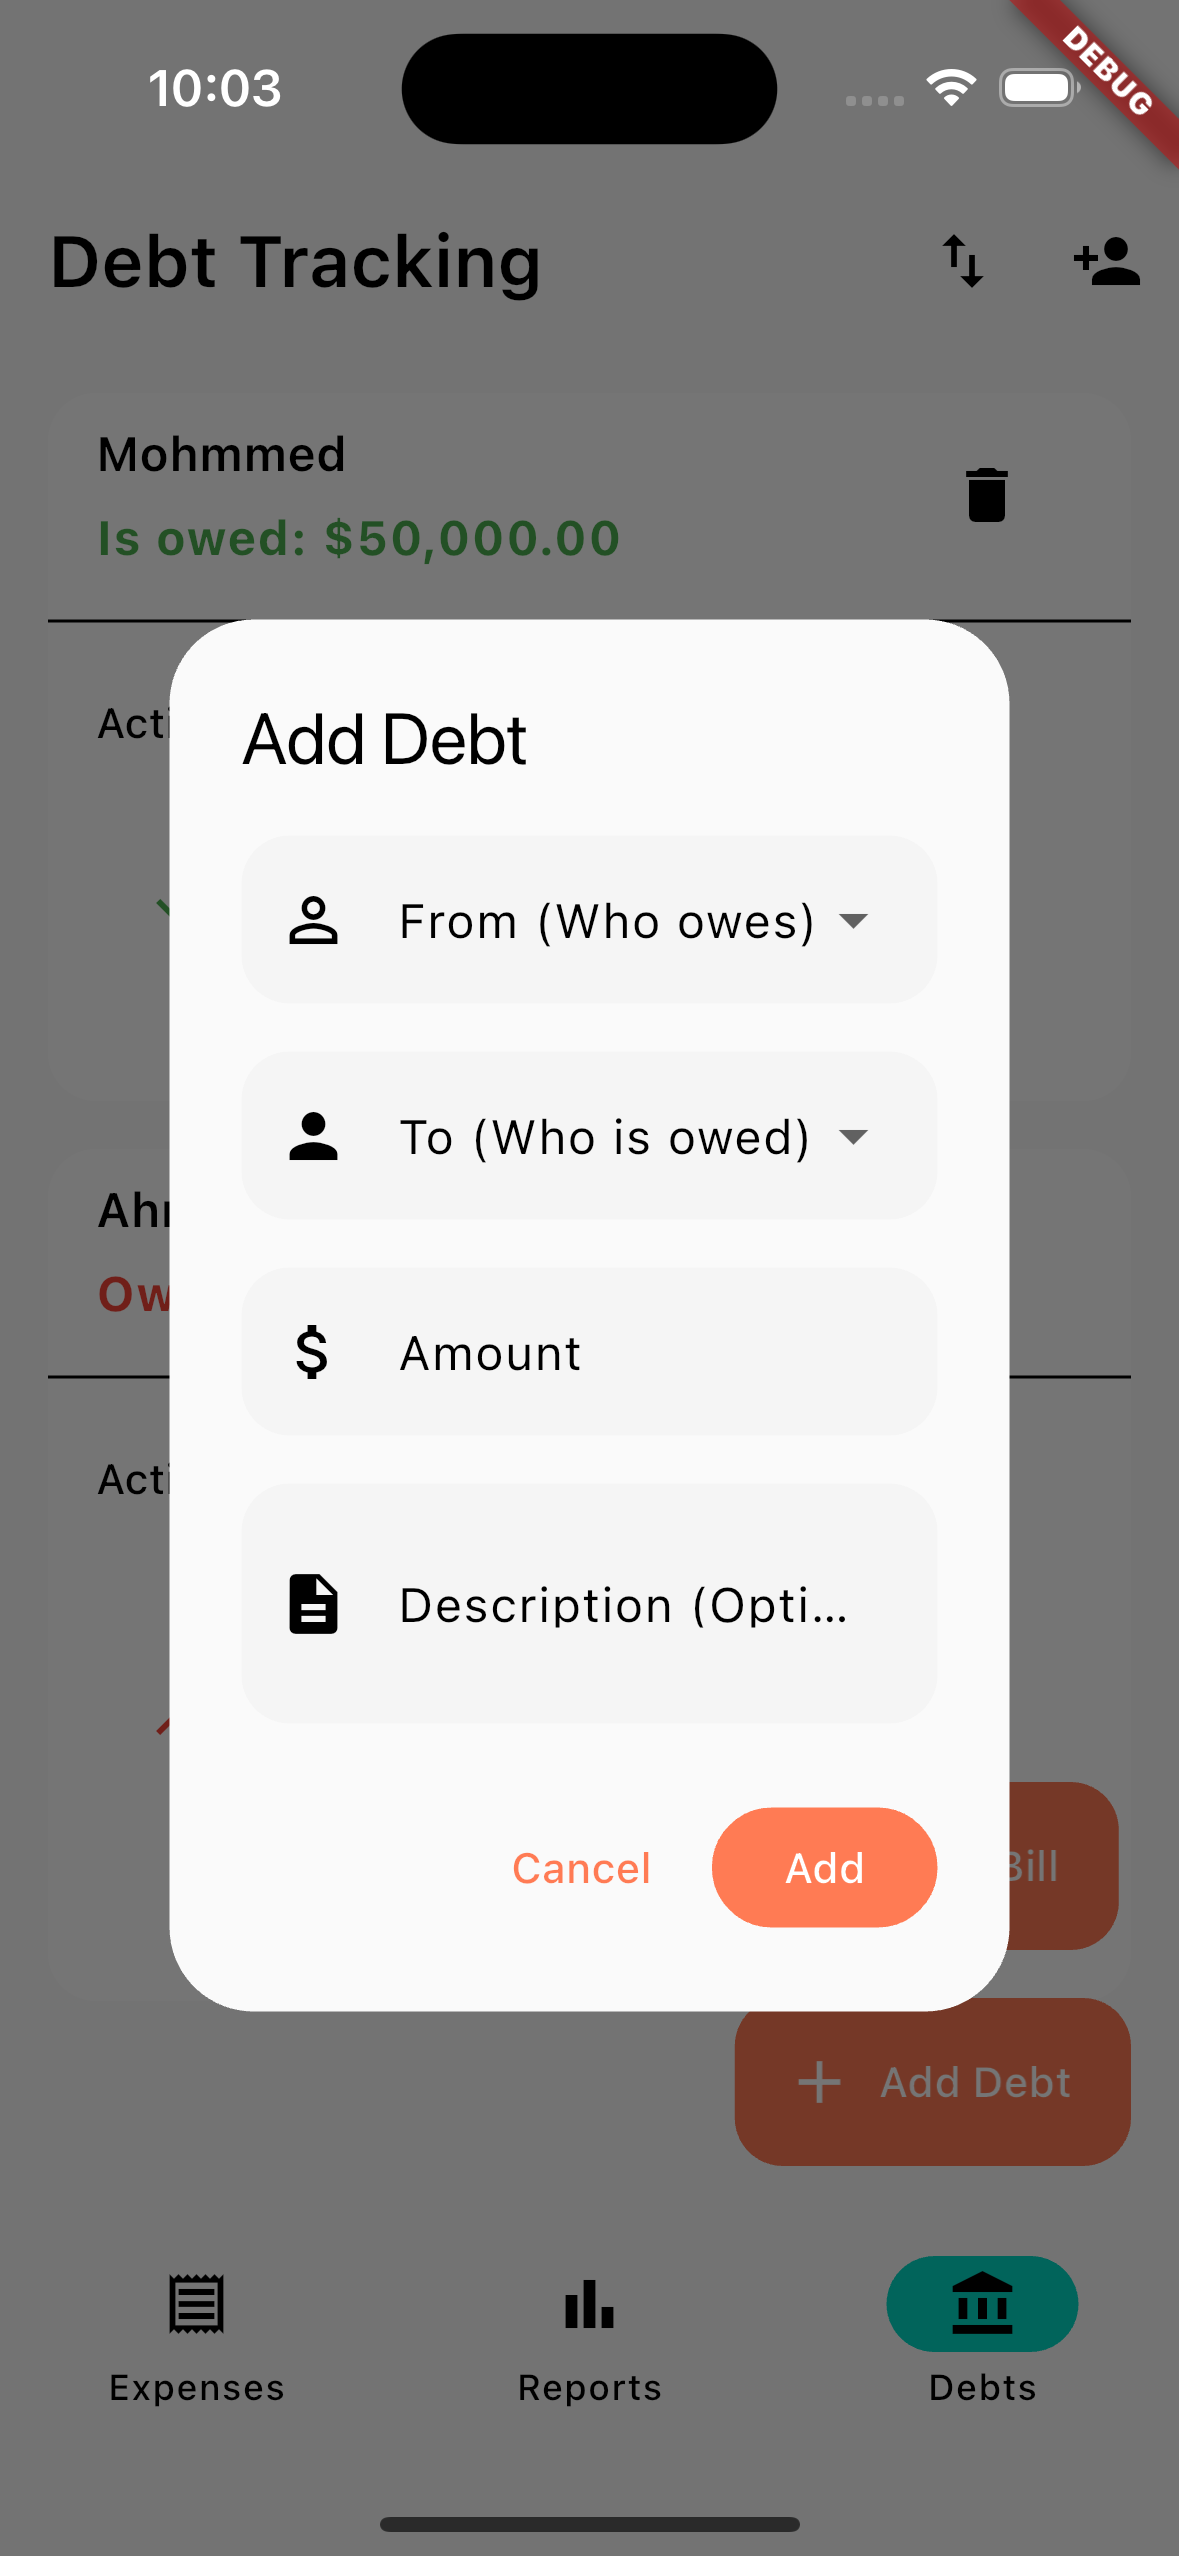 10:03
DEBUG
Debt Tracking
Mohmmed
Is owed: $50,000.00
Acti
Add Debt
From (Who owes)
To (Who is owed)
Ow
Amount
Acti
Description (Opti...
Cancel
Add
Bill
Add Debt
Expenses
Reports
Debts